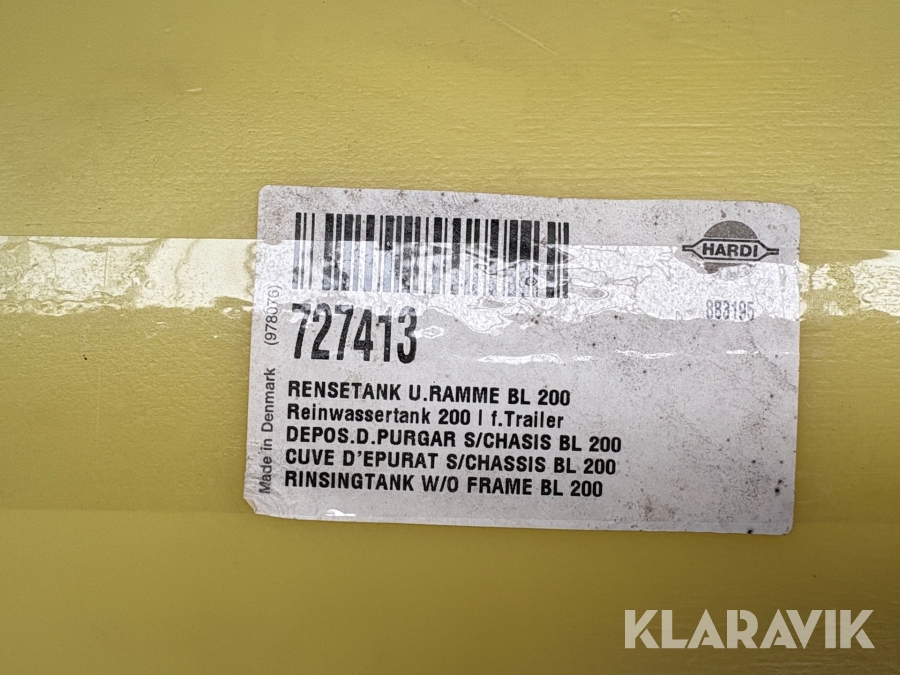 HARDI
883195
727413
Made in Denmark (978076)
RENSETANK U.RAMME BL 200
Reinwassertank 200 l f.Trailer
DEPOS.D.PURGAR S/CHASIS BL 200
CUVE D'EPURAT S/CHASSIS BL 200
RINSINGTANK W/O FRAME BL 200
KLARAVIK